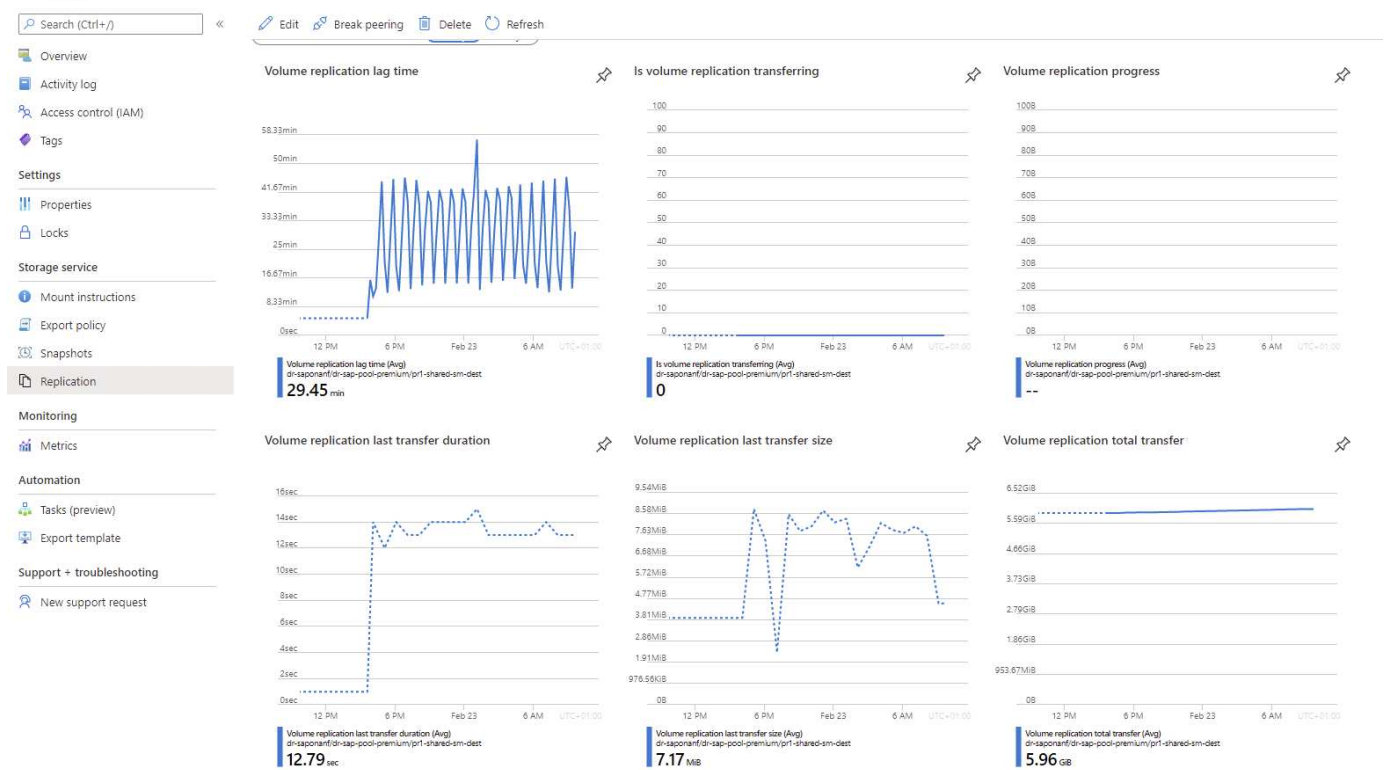 Search (Ctrl+/)
«
Edit
Break peering
Delete
Refresh
Overview
Activity log
Access control (IAM)
Tags
Settings
Properties
Locks
Storage service
Mount instructions
Export policy
Snapshots
Replication
Monitoring
Metrics
Automation
Tasks (preview)
Export template
Support + troubleshooting
New support request
Volume replication lag time
58.33min
50min
41.67min
33.33min
25min
16.67min
8.33min
0sec
12 PM 6 PM Feb 23 6 AM UTC+01:00
Volume replication lag time (Avg)
dr-saponanf/dr-sap-pool-premium/pr1-shared-sm-dest
29.45 min
Is volume replication transferring
100
90
80
70
60
50
40
30
20
10
0
12 PM 6 PM Feb 23 6 AM UTC+01:00
Is volume replication transferring (Avg)
dr-saponanf/dr-sap-pool-premium/pr1-shared-sm-dest
0
Volume replication progress
100B
90B
80B
70B
60B
50B
40B
30B
20B
10B
0B
12 PM 6 PM Feb 23 6 AM UTC+01:00
Volume replication progress (Avg)
dr-saponanf/dr-sap-pool-premium/pr1-shared-sm-dest
--
Volume replication last transfer duration
16sec
14sec
12sec
10sec
8sec
6sec
4sec
2sec
0sec
12 PM 6 PM Feb 23 6 AM UTC+01:00
Volume replication last transfer duration (Avg)
dr-saponanf/dr-sap-pool-premium/pr1-shared-sm-dest
12.79 sec
Volume replication last transfer size
9.54MiB
8.58MiB
7.63MiB
6.68MiB
5.72MiB
4.77MiB
3.81MiB
2.86MiB
1.91MiB
976.56KiB
0B
12 PM 6 PM Feb 23 6 AM UTC+01:00
Volume replication last transfer size (Avg)
dr-saponanf/dr-sap-pool-premium/pr1-shared-sm-dest
7.17 MiB
Volume replication total transfer
6.52GiB
5.59GiB
4.66GiB
3.73GiB
2.79GiB
1.86GiB
953.67MiB
0B
12 PM 6 PM Feb 23 6 AM UTC+01:00
Volume replication total transfer (Avg)
dr-saponanf/dr-sap-pool-premium/pr1-shared-sm-dest
5.96 GiB